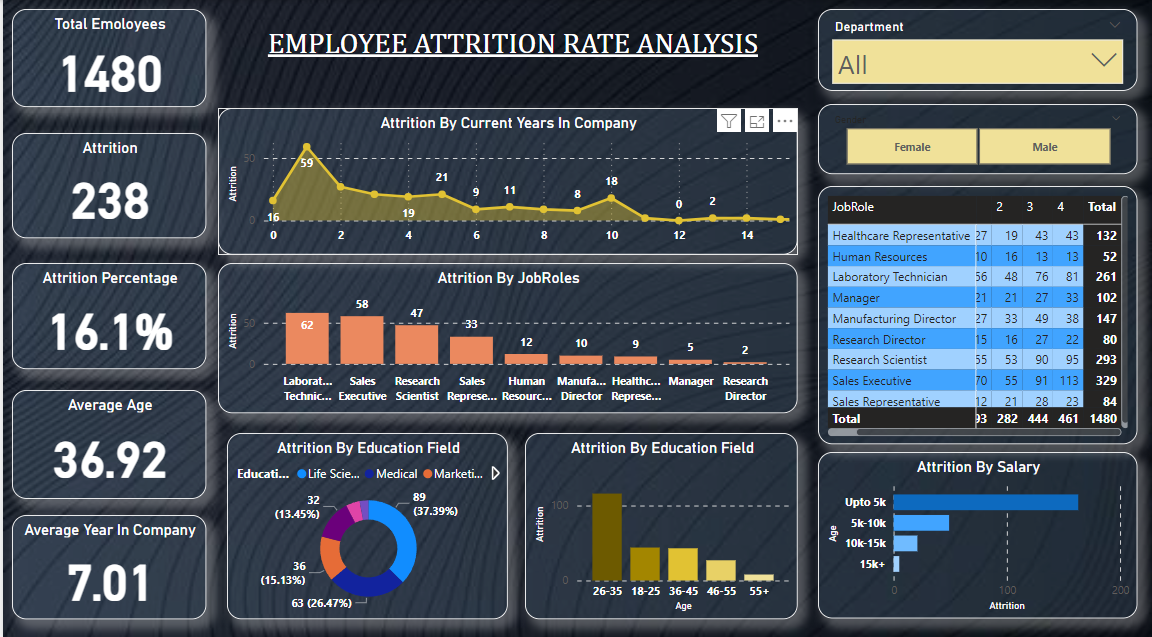 Total Emoloyees
1480
Attrition
238
Attrition Percentage
16.1%
Average Age
36.92
Average Year In Company
7.01
EMPLOYEE ATTRITION RATE ANALYSIS
Attrition By Current Years In Company
Attrition
50
0
16
59
19
21
9
11
8
18
0
2
0
2
4
6
8
10
12
14
Attrition By JobRoles
Attrition
50
0
62
58
47
33
12
10
9
5
2
Laborat... Technic...
Sales Executive
Research Scientist
Sales Represe...
Human Resourc...
Manufa... Director
Healthc... Represe...
Manager
Research Director
Attrition By Education Field
Educati... Life Scie... Medical Marketi...
89 (37.39%)
63 (26.47%)
36 (15.13%)
32 (13.45%)
Attrition By Education Field
Attrition
100
0
26-35 18-25 36-45 46-55 55+
Age
Department
All
Female Male
JobRole 2 3 4 Total
Healthcare Representative 27 19 43 43 132
Human Resources 10 16 13 13 52
Laboratory Technician 56 48 76 81 261
Manager 21 21 27 33 102
Manufacturing Director 27 33 49 38 147
Research Director 15 16 27 22 80
Research Scientist 55 53 90 95 293
Sales Executive 70 55 91 113 329
Sales Representative 12 21 28 23 84
Total 93 282 444 461 1480
Attrition By Salary
Age
Upto 5k
5k-10k
10k-15k
15k+
0 100 200
Attrition